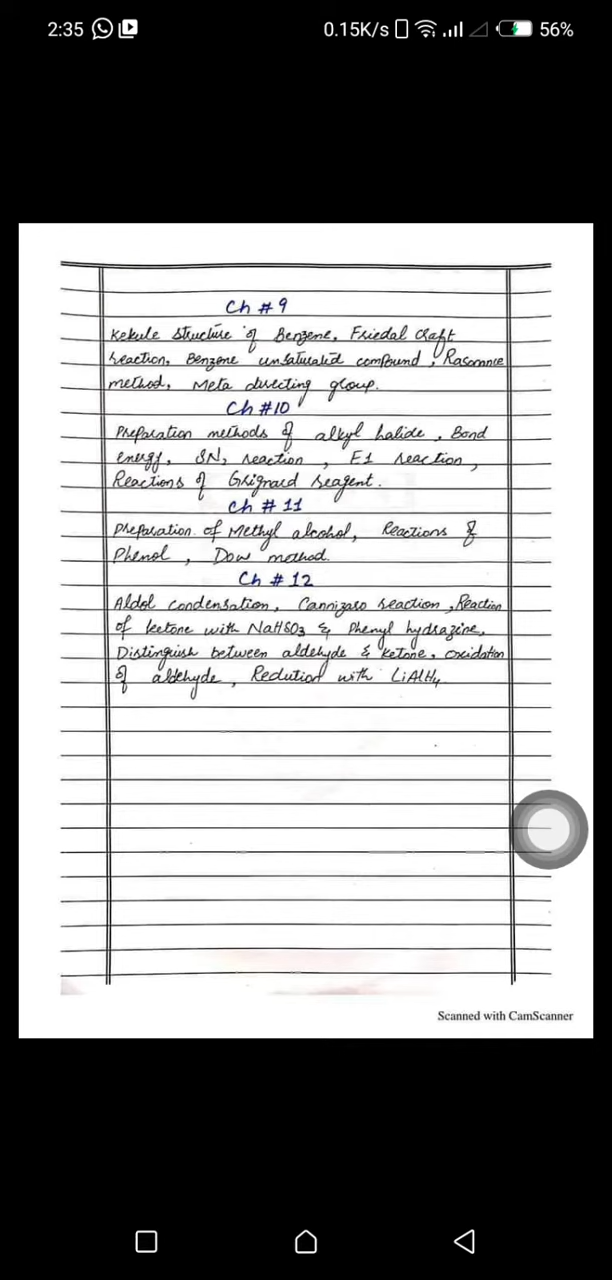 2:35
0.15K/s
56%
Ch # 9
Kekule structure of Benzene, Friedal Craft
reaction, Benzene unsaturatid compound, Rasonnce
method, Meta directing group.
Ch #10
Preparation methods of alkyl halide, Bond
energy, SN2 reaction, E1 reaction,
Reactions of Grignard reagent.
Ch # 11
Preparation of Methyl alcohol, Reactions of
Phenol, Dow method.
Ch # 12
Aldol condensation, Cannizaro reaction, Reaction
of ketone with NaHSO3 & Phenyl hydrazine,
Distinguish between aldehyde & ketone, oxidation
of aldehyde, Redution with LiAlH4
Scanned with CamScanner